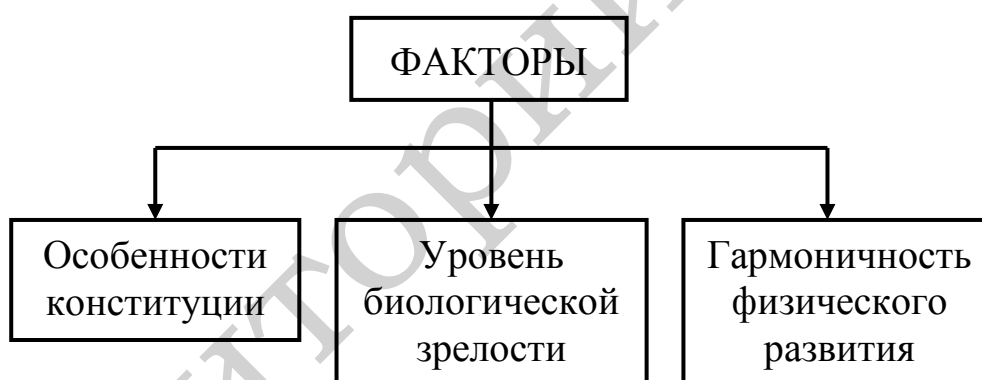 ФАКТОРЫ
Особенности
конституции
Уровень
биологической
зрелости
Гармоничность
физического
развития